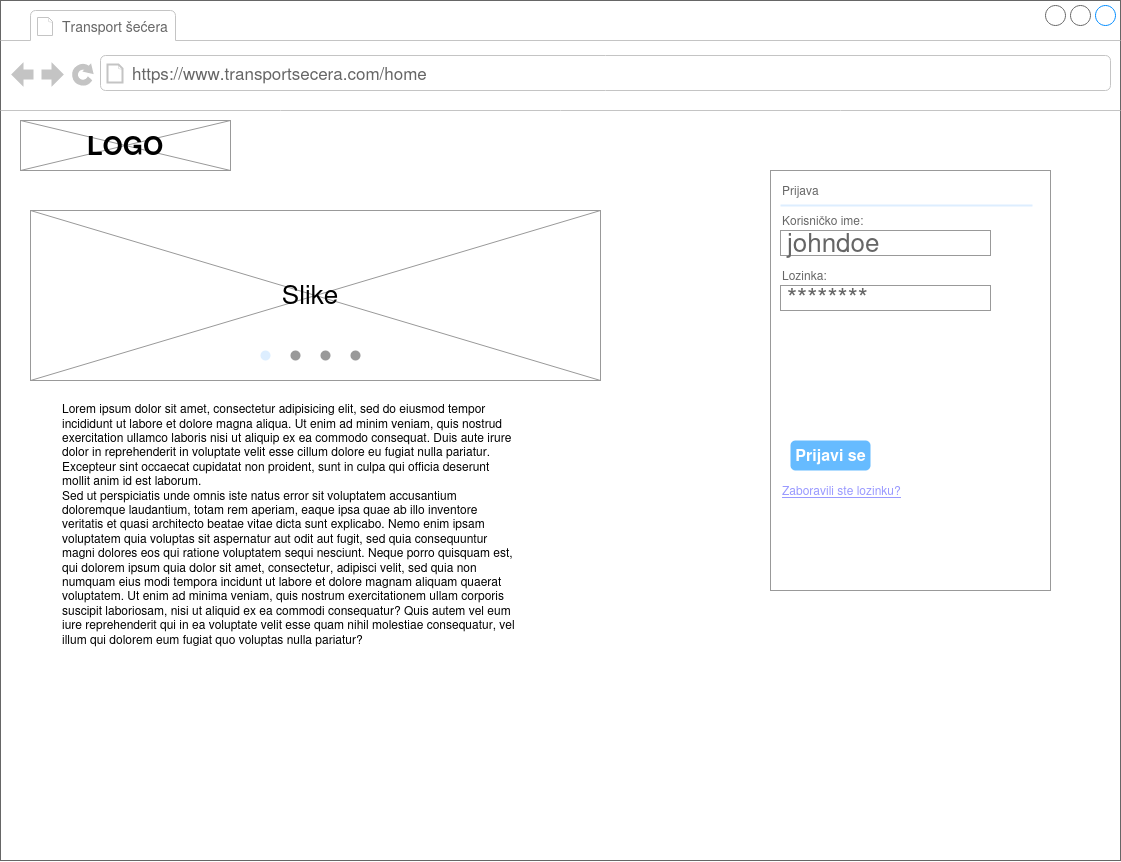 Transport šećera
https://www.transportsecera.com/home
LOGO
Slike
Lorem ipsum dolor sit amet, consectetur adipisicing elit, sed do eiusmod tempor
incididunt ut labore et dolore magna aliqua. Ut enim ad minim veniam, quis nostrud
exercitation ullamco laboris nisi ut aliquip ex ea commodo consequat. Duis aute irure
dolor in reprehenderit in voluptate velit esse cillum dolore eu fugiat nulla pariatur.
Excepteur sint occaecat cupidatat non proident, sunt in culpa qui officia deserunt
mollit anim id est laborum.
Sed ut perspiciatis unde omnis iste natus error sit voluptatem accusantium
doloremque laudantium, totam rem aperiam, eaque ipsa quae ab illo inventore
veritatis et quasi architecto beatae vitae dicta sunt explicabo. Nemo enim ipsam
voluptatem quia voluptas sit aspernatur aut odit aut fugit, sed quia consequuntur
magni dolores eos qui ratione voluptatem sequi nesciunt. Neque porro quisquam est,
qui dolorem ipsum quia dolor sit amet, consectetur, adipisci velit, sed quia non
numquam eius modi tempora incidunt ut labore et dolore magnam aliquam quaerat
voluptatem. Ut enim ad minima veniam, quis nostrum exercitationem ullam corporis
suscipit laboriosam, nisi ut aliquid ex ea commodi consequatur? Quis autem vel eum
iure reprehenderit qui in ea voluptate velit esse quam nihil molestiae consequatur, vel
illum qui dolorem eum fugiat quo voluptas nulla pariatur?
Prijava
Korisničko ime:
johndoe
Lozinka:
********
Prijavi se
Zaboravili ste lozinku?